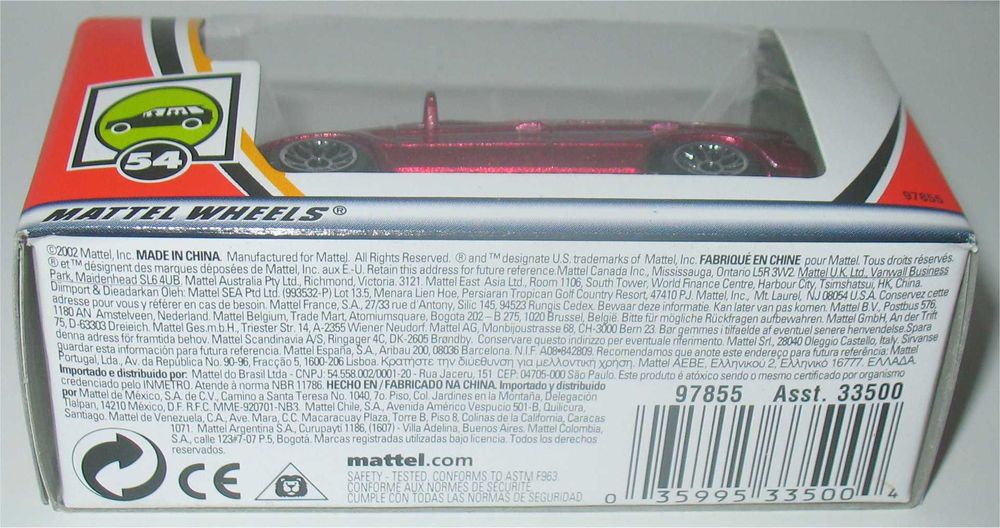 54
MATTEL WHEELS®
97855
©2002 Mattel, Inc. MADE IN CHINA. Manufactured for Mattel. All Rights Reserved. ® and ™ designate U.S. trademarks of Mattel, Inc. FABRIQUÉ EN CHINE pour Mattel. Tous droits réservés.
® et ™ désignent des marques déposées de Mattel, Inc. aux É.-U. Retain this address for future reference. Mattel Canada Inc., Mississauga, Ontario L5R 3W2. Mattel U.K. Ltd., Vanwall Business
Park, Maidenhead SL6 4UB. Mattel Australia Pty Ltd., Richmond, Victoria. 3121. Mattel East Asia Ltd., Room 1106, South Tower, World Finance Centre, Harbour City, Tsimshatsui, HK, China.
Diimport & Diedarkan Oleh: Mattel SEA Ptd Ltd. (993532-P) Lot 13.5, Menara Lien Hoe, Persiaran Tropican Golf Country Resort, 47410 PJ. Mattel, Inc., Mt. Laurel, NJ 08054 U.S.A. Conservez cette
adresse pour vous y référer en cas de besoin. Mattel France, S.A., 27/33 rue d'Antony, Silic 145, 94523 Rungis Cedex. Bewaar deze informatie. Kan later van pas komen. Mattel B.V., Postbus 576,
1180 AN Amstelveen, Nederland. Mattel Belgium, Trade Mart, Atomiumsquare, Bogota 202 – B 275, 1020 Brussel, België. Bitte für mögliche Rückfragen aufbewahren. Mattel GmbH, An der Trift
75, D-63303 Dreieich. Mattel Ges.m.b.H., Triester Str. 14, A-2355 Wiener Neudorf. Mattel AG, Monbijoustrasse 68, CH-3000 Bern 23. Bør gemmes i tilfælde af eventuel senere henvendelse. Spara
denna adress för framtida behov. Mattel Scandinavia A/S, Ringager 4C, DK-2605 Brøndby. Conservare questo indirizzo per eventuale riferimento. Mattel Srl., 28040 Oleggio Castello, Italy. Sirvanse
guardar esta información para futura referencia. Mattel España, S.A., Aribau 200, 08036 Barcelona. N.I.F. A08*842809. Recomendamos que anote este endereço para futura referência: Mattel
Portugal, Lda., Av. da República No. 90-96, Fracção 5, 1600-206 Lisboa. Κρατήστε την διεύθυνση για μελλοντική χρήση. Mattel AEBE, Ελληνικού 2, Ελληνικό 16777. ΕΛΛΑΔΑ.
Importado e distribuido por: Mattel do Brasil Ltda - CNPJ: 54.558.002/0001-20 - Rua Jaceru, 151 CEP: 04705-000 São Paulo. Este produto é atóxico sendo o mesmo certificado por organismo
credenciado pelo INMETRO. Atende à norma NBR 11786. HECHO EN / FABRICADO NA CHINA. Importado y distribuido
por Mattel de México, S.A. de C.V., Camino a Santa Teresa No. 1040, 7o. Piso, Col. Jardines en la Montaña, Delegación
Tlalpan, 14210 México, D.F. R.F.C. MME-920701-NB3. Mattel Chile, S.A., Avenida Américo Vespucio 501-B, Quilicura,
Santiago. Mattel de Venezuela, C.A., Ave. Mara, C.C. Macaracuay Plaza, Torre B, Piso 8, Colinas de la California, Caracas
1071. Mattel Argentina S.A., Curupaytí 1186, (1607) - Villa Adelina, Buenos Aires. Mattel Colombia,
S.A., calle 123#7-07 P.5, Bogotá. Marcas registradas utilizadas bajo licencia. Todos los derechos
reservados.
97855 Asst. 33500
CE
mattel.com
SAFETY - TESTED. CONFORMS TO ASTM F963.
CONFORME AUX NORMES DE SÉCURITÉ.
CUMPLE CON TODAS LAS NORMAS DE SEGURIDAD.
0 35995 33500 4